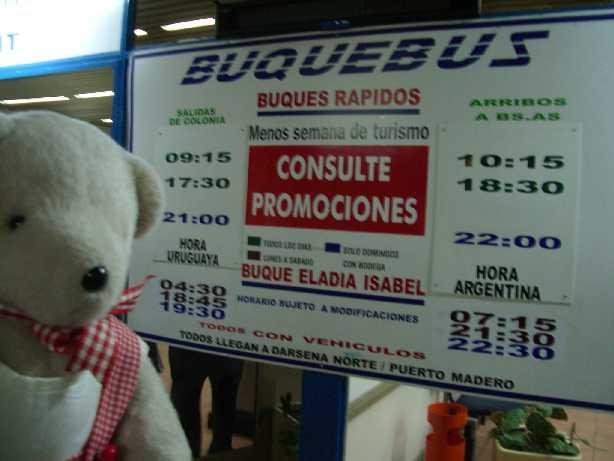 T
BUQUEBUS
BUQUES RAPIDOS
SALIDAS
DE COLONIA
ARRIBOS
A BS.AS
Menos semana de turismo
CONSULTE
PROMOCIONES
09:15
17:30
21:00
10:15
18:30
22:00
TODOS LOS DIAS
SOLO DOMINGOS
LUNES A SABADO
CON BODEGA
HORA
URUGUAYA
HORA
ARGENTINA
BUQUE ELADIA ISABEL
04:30
18:45
19:30
HORARIO SUJETO A MODIFICACIONES
07:15
21:30
22:30
TODOS CON VEHICULOS
TODOS LLEGAN A DARSENA NORTE / PUERTO MADERO